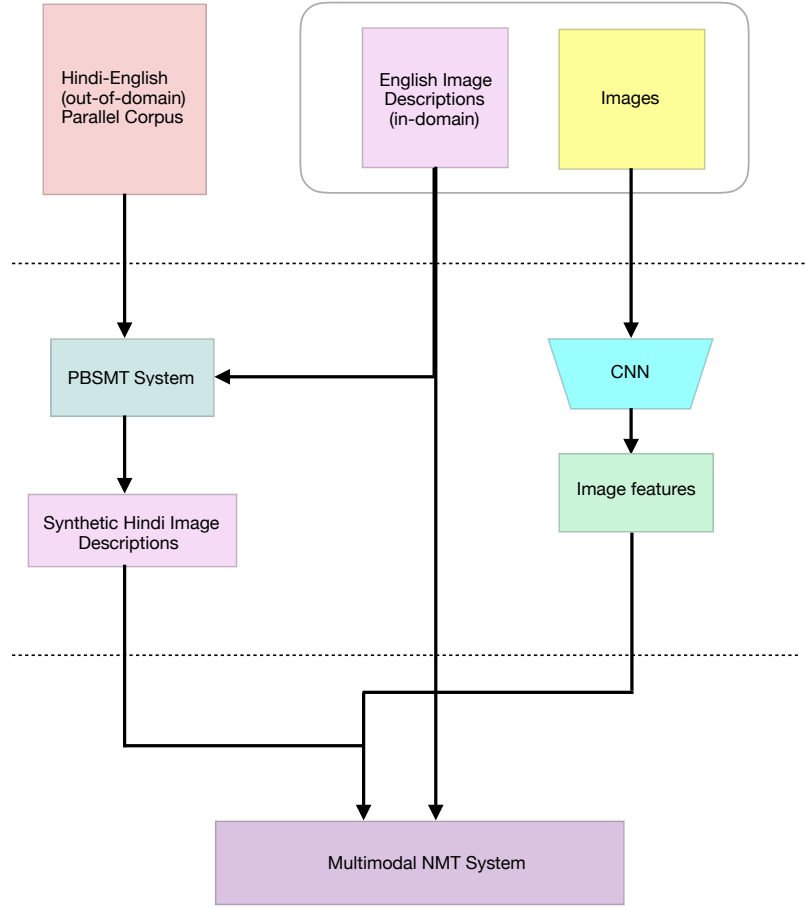 Hindi-English
(out-of-domain)
Parallel Corpus
English Image
Descriptions
(in-domain)
Images
PBSMT System
CNN
Image features
Synthetic Hindi Image
Descriptions
Multimodal NMT System